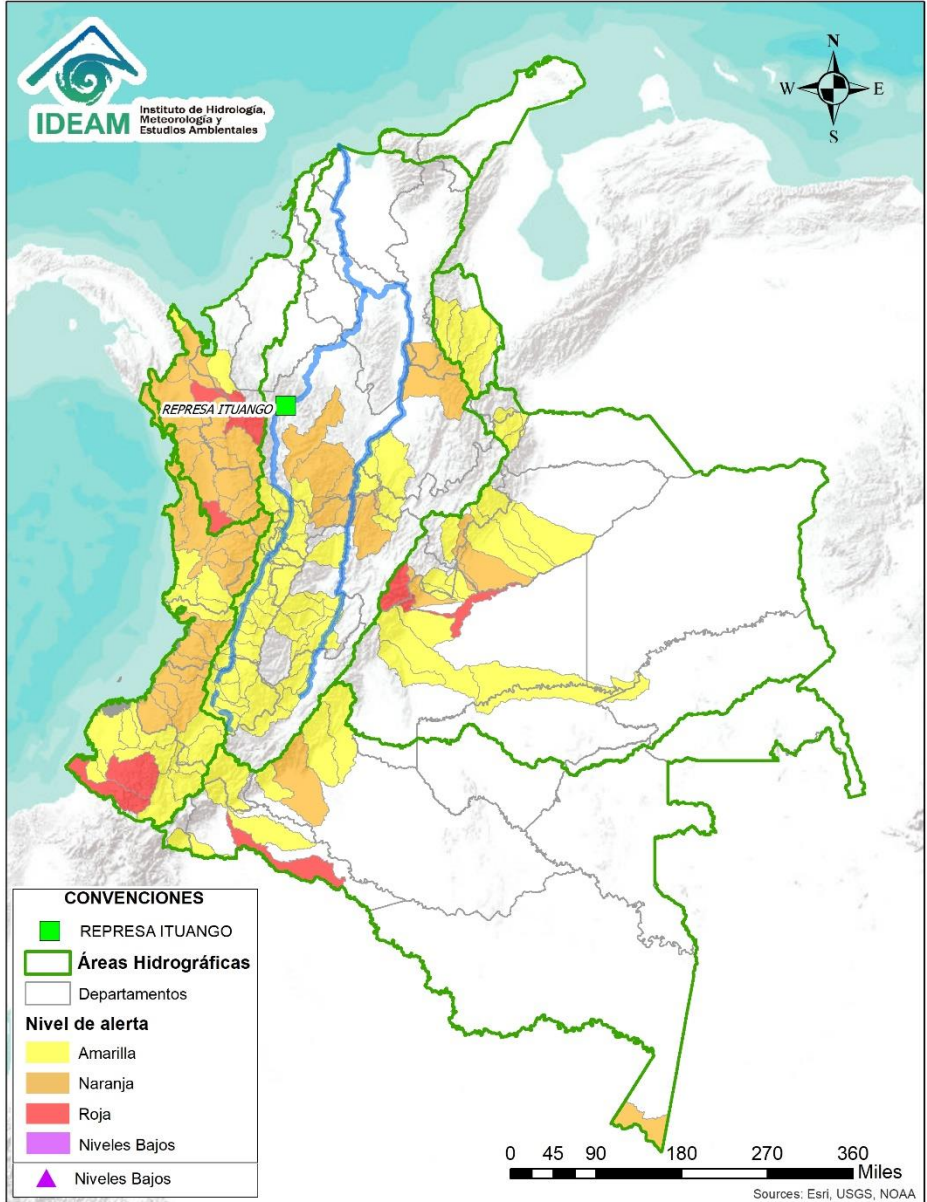 IDEAM
Instituto de Hidrología,
Meteorología y
Estudios Ambientales
N
W
E
S
REPRESA ITUANGO
CONVENCIONES
REPRESA ITUANGO
Áreas Hidrográficas
Departamentos
Nivel de alerta
Amarilla
Naranja
Roja
Niveles Bajos
Niveles Bajos
0 45 90 180 270 360
Miles
Sources: Esri, USGS, NOAA